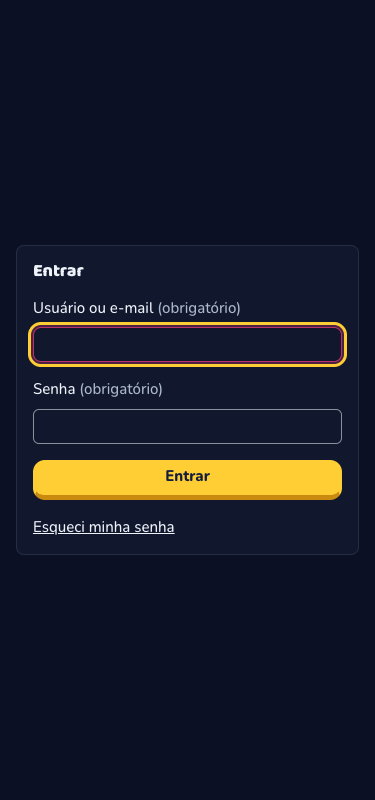 Entrar
Usuário ou e-mail (obrigatório)
Senha (obrigatório)
Entrar
Esqueci minha senha